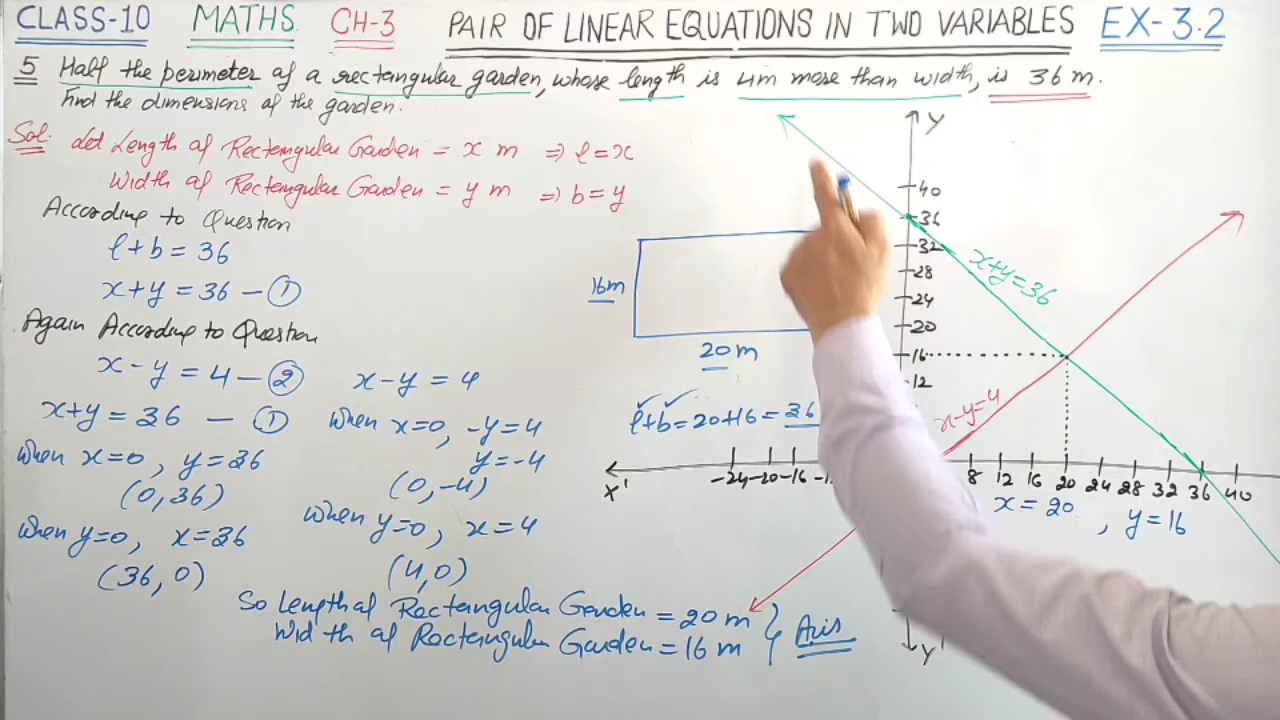 CLASS-10 MATHS CH-3 PAIR OF LINEAR EQUATIONS IN TWO VARIABLES EX-3.2
5 Half the perimeter of a rectangular garden, whose length is 4m more than width, is 36 m.
Find the dimensions of the garden.
Sol. Let Length of Rectangular Garden = x m ⇒ l = x
Width of Rectangular Garden = y m ⇒ b = y
According to Question
l + b = 36
x + y = 36 — ①
Again According to Question
x - y = 4 — ②
x + y = 36 — ①
when x=0, y=36
(0, 36)
when y=0, x=36
(36, 0)
x - y = 4
when x=0, -y=4
y=-4
(0, -4)
when y=0, x=4
(4, 0)
So Length of Rectangular Garden = 20 m
Width of Rectangular Garden = 16 m
Ans
16m
20 m
l+b = 20+16 = 36
Y
40
36
32
28
24
20
16
12
x+y=36
x-y=4
X' -24 -20 -16 8 12 16 20 24 28 32 36 40
x = 20, y = 16
Y'